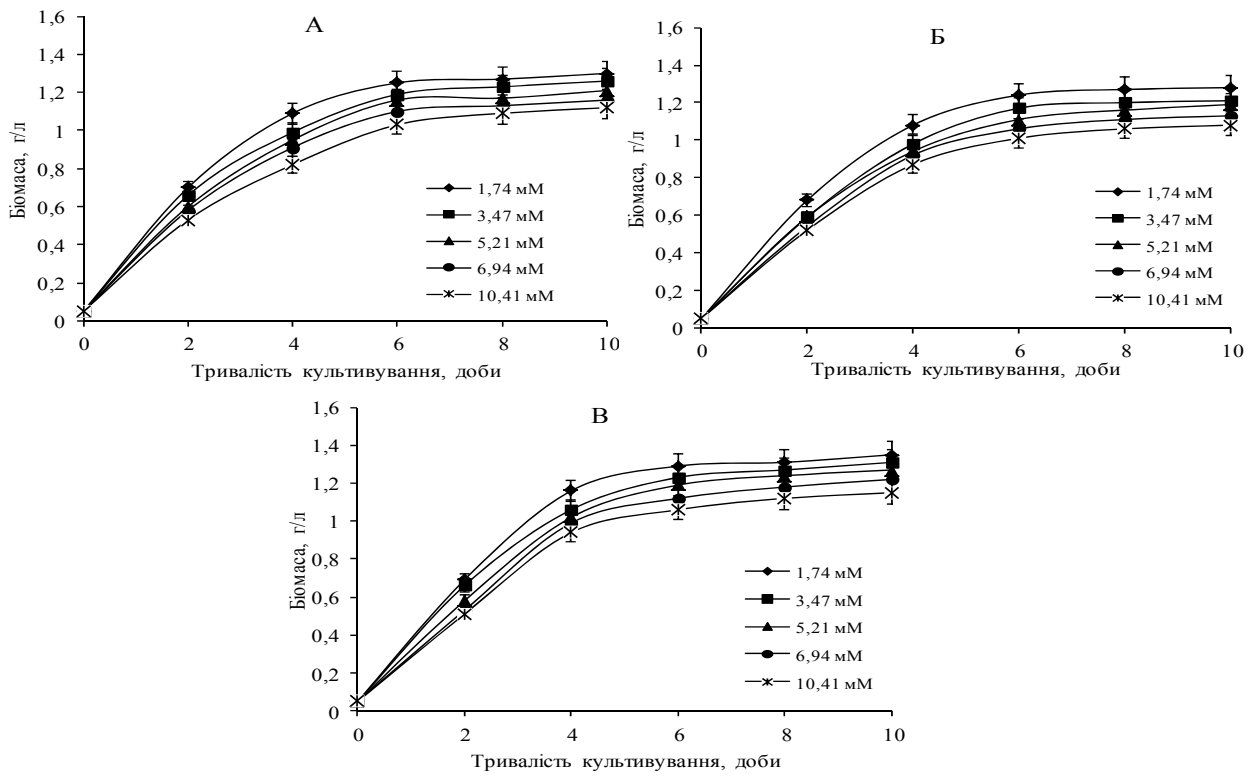 А
1,6
1,4
1,2
1
0,8
0,6
0,4
0,2
0
Біомаса, г/л
1,74 мМ
3,47 мМ
5,21 мМ
6,94 мМ
10,41 мМ
0 2 4 6 8 10
Тривалість культивування, доби
Б
1,6
1,4
1,2
1
0,8
0,6
0,4
0,2
0
Біомаса, г/л
1,74 мМ
3,47 мМ
5,21 мМ
6,94 мМ
10,41 мМ
0 2 4 6 8 10
Тривалість культивування, доби
В
1,6
1,4
1,2
1
0,8
0,6
0,4
0,2
0
Біомаса, г/л
1,74 мМ
3,47 мМ
5,21 мМ
6,94 мМ
10,41 мМ
0 2 4 6 8 10
Тривалість культивування, доби